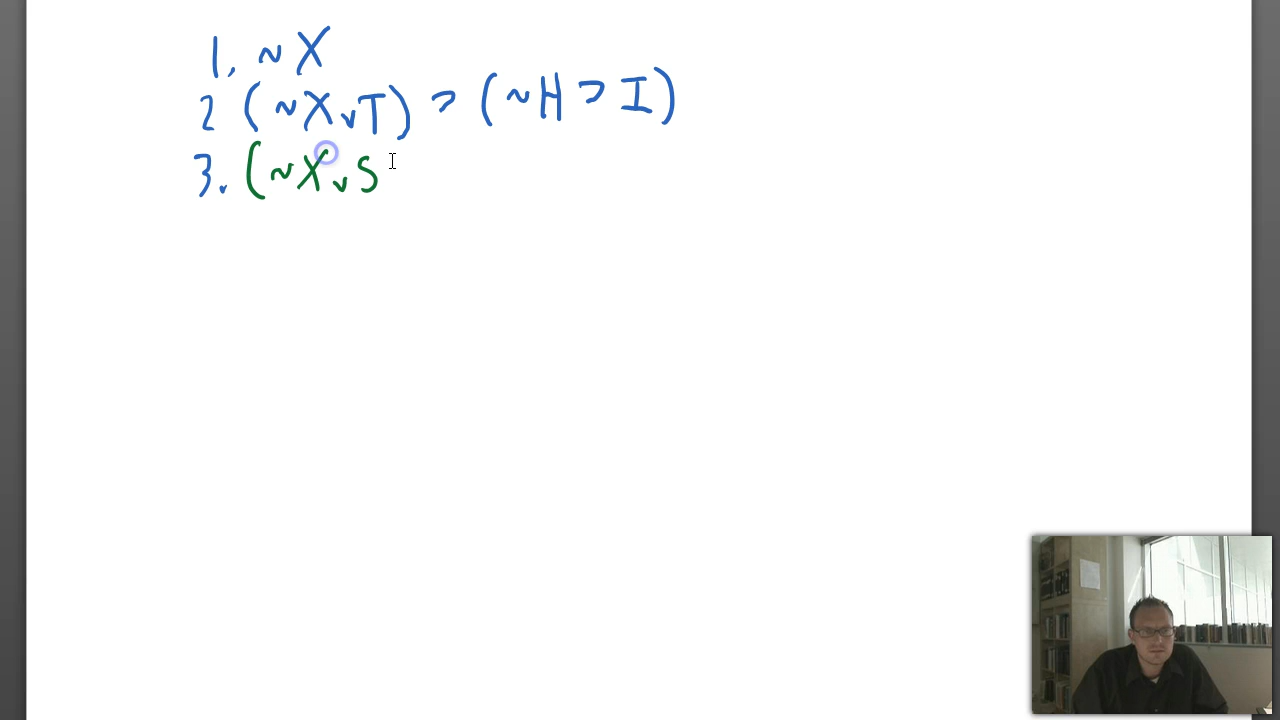 1. ~X
2 (~X v T) ⊃ (~H ⊃ I)
3. (~X v S